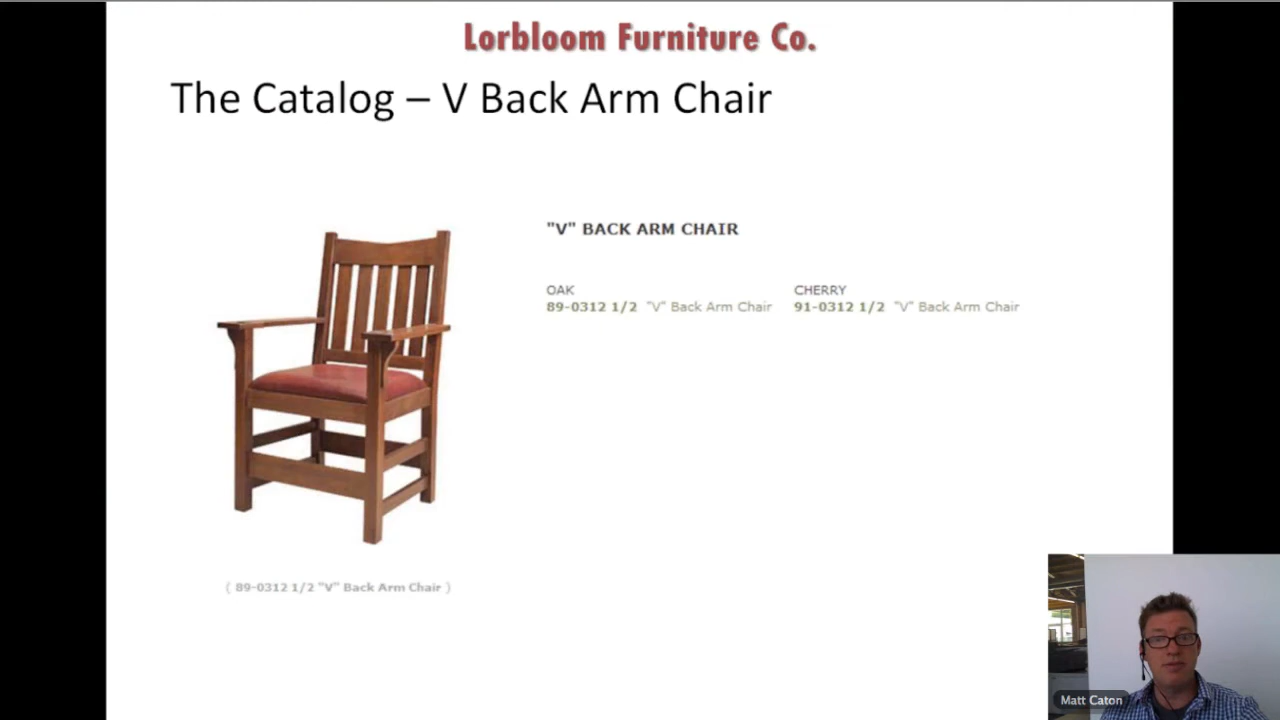 Lorbloom Furniture Co.
The Catalog – V Back Arm Chair
"V" BACK ARM CHAIR
OAK
89-0312 1/2 "V" Back Arm Chair
CHERRY
91-0312 1/2 "V" Back Arm Chair
( 89-0312 1/2 "V" Back Arm Chair )
Matt Caton